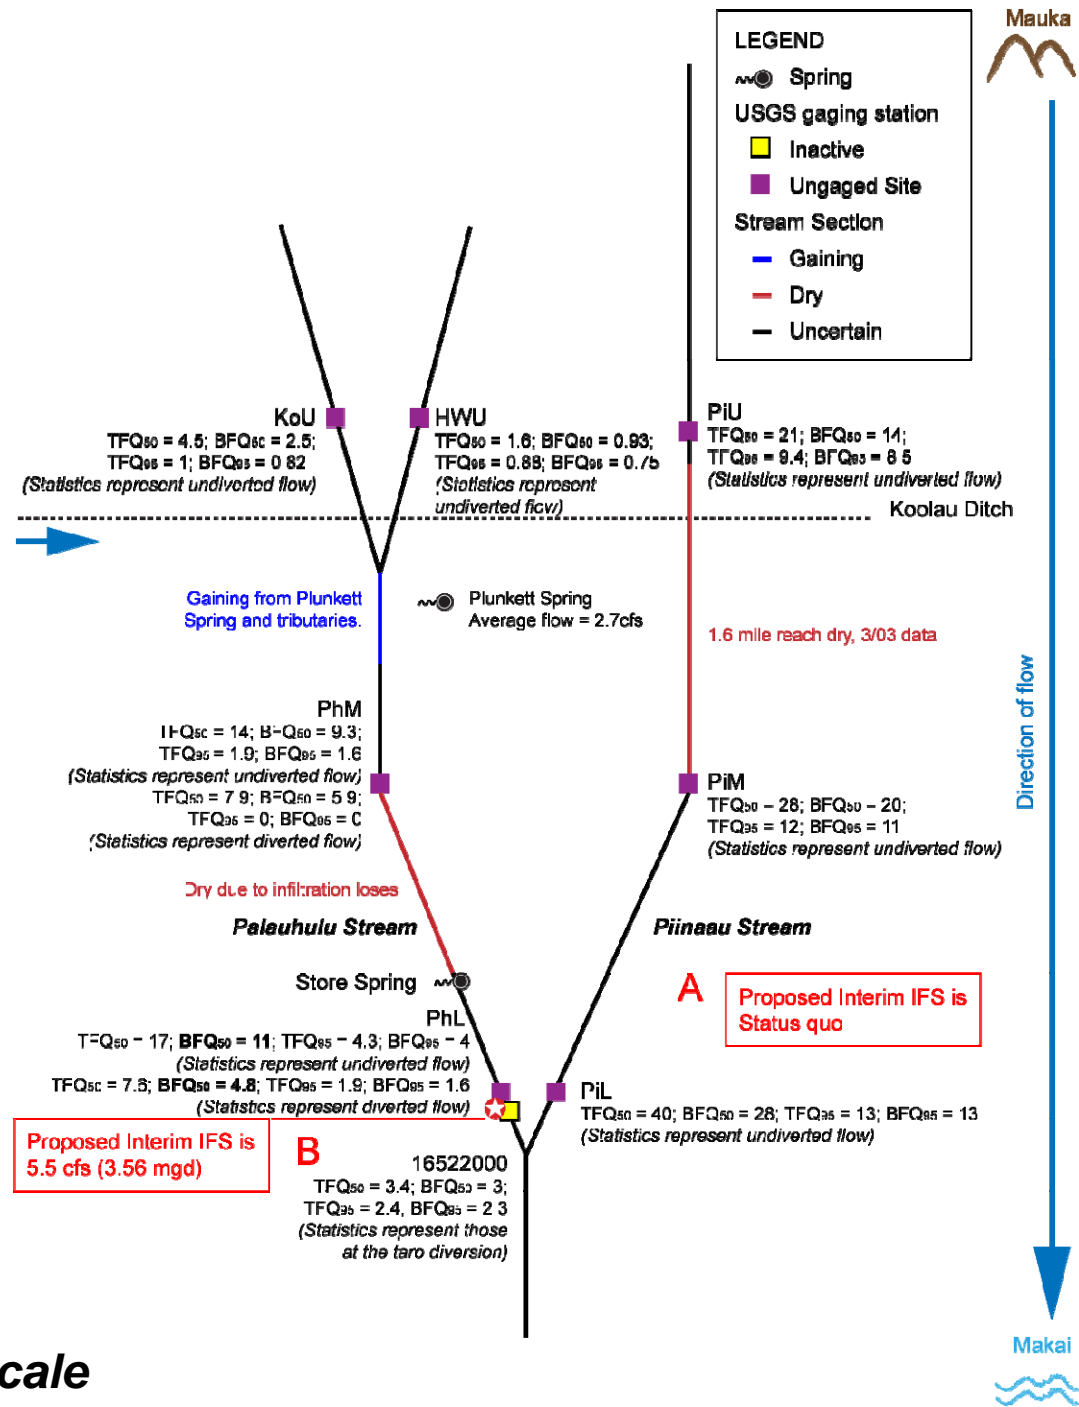 Mauka
LEGEND
Spring
USGS gaging station
Inactive
Ungaged Site
Stream Section
Gaining
Dry
Uncertain
KoU
TFQ50 = 4.5; BFQ50 = 2.5;
TFQ95 = 1; BFQ95 = 0 82
(Statistics represent undiverted flow)
HWU
TFQ50 = 1.6; BFQ50 = 0.93;
TFQ95 = 0.88; BFQ95 = 0.75
(Statistics represent
undiverted flow)
PiU
TFQ50 = 21; BFQ50 = 14;
TFQ95 = 9.4; BFQ95 = 8 5
(Statistics represent undiverted flow)
Koolau Ditch
Gaining from Plunkett
Spring and tributaries.
Plunkett Spring
Average flow = 2.7cfs
1.6 mile reach dry, 3/03 data
Direction of flow
PhM
TFQ50 = 14; BFQ50 = 9.3;
TFQ95 = 1.9; BFQ95 = 1.6
(Statistics represent undiverted flow)
TFQ50 = 7 9; BFQ50 = 5 9;
TFQ95 = 0; BFQ95 = 0
(Statistics represent diverted flow)
PiM
TFQ50 = 28; BFQ50 = 20;
TFQ95 = 12; BFQ95 = 11
(Statistics represent undiverted flow)
Dry due to infiltration loses
Palauhulu Stream
Piinaau Stream
Store Spring
A
Proposed Interim IFS is
Status quo
PhL
TFQ50 = 17; BFQ50 = 11; TFQ95 = 4.3; BFQ95 = 4
(Statistics represent undiverted flow)
TFQ50 = 7.6; BFQ50 = 4.8; TFQ95 = 1.9; BFQ95 = 1.6
(Statistics represent diverted flow)
PiL
TFQ50 = 40; BFQ50 = 28; TFQ95 = 13; BFQ95 = 13
(Statistics represent undiverted flow)
Proposed Interim IFS is
5.5 cfs (3.56 mgd)
B
16522000
TFQ50 = 3.4; BFQ50 = 3;
TFQ95 = 2.4, BFQ95 = 2 3
(Statistics represent those
at the taro diversion)
Makai
cale